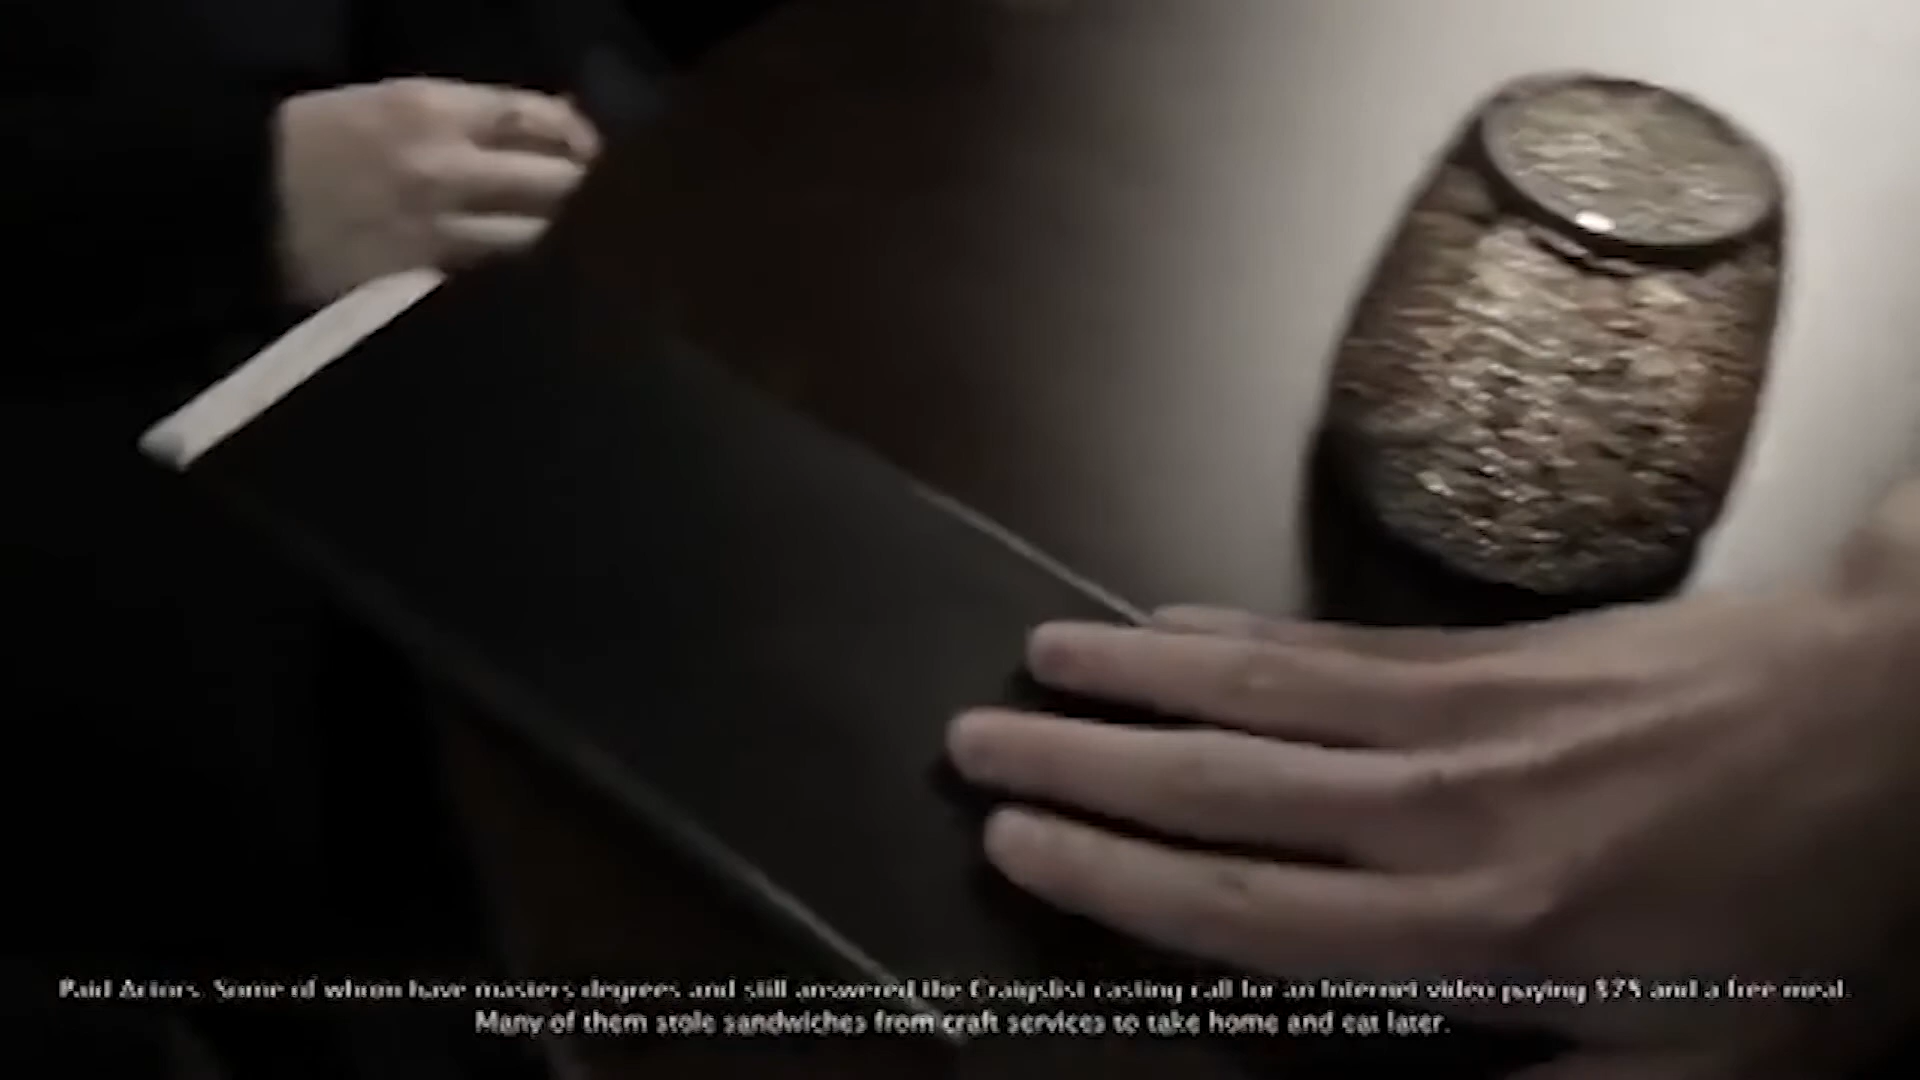 Paid Actors. Some of whom have masters degrees and still answered the Craigslist casting call for an Internet video paying $75 and a free meal.
Many of them stole sandwiches from craft services to take home and eat later.